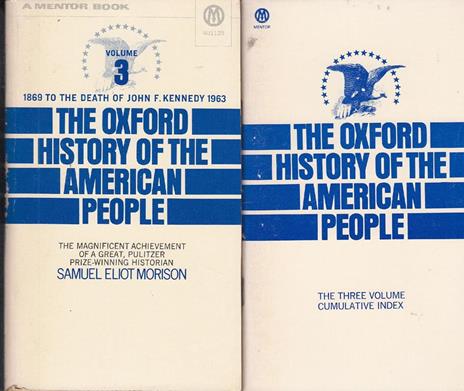 A MENTOR BOOK
VOLUME
3
1869 TO THE DEATH OF JOHN F. KENNEDY 1963
THE OXFORD
HISTORY OF THE
AMERICAN
PEOPLE
THE MAGNIFICENT ACHIEVEMENT
OF A GREAT, PULITZER
PRIZE-WINNING HISTORIAN
SAMUEL ELIOT MORISON
MENTOR
THE OXFORD
HISTORY OF THE
AMERICAN
PEOPLE
THE THREE VOLUME
CUMULATIVE INDEX